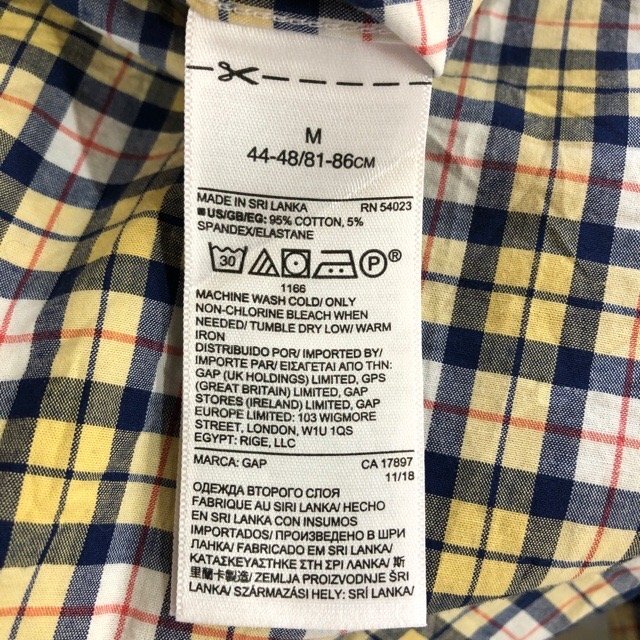 M
44-48/81-86CM
MADE IN SRI LANKA RN 54023
US/GB/EG: 95% COTTON, 5%
SPANDEX/ELASTANE
30 P®
1166
MACHINE WASH COLD/ ONLY
NON-CHLORINE BLEACH WHEN
NEEDED/ TUMBLE DRY LOW/ WARM
IRON
DISTRIBUIDO POR/ IMPORTED BY/
IMPORTE PAR/ ΕΙΣΑΓΕΤΑΙ ΑΠΟ ΤΗΝ:
GAP (UK HOLDINGS) LIMITED, GPS
(GREAT BRITAIN) LIMITED, GAP
STORES (IRELAND) LIMITED, GAP
EUROPE LIMITED: 103 WIGMORE
STREET, LONDON, W1U 1QS
EGYPT: RIGE, LLC
MARCA: GAP CA 17897
11/18
ОДЕЖДА ВТОРОГО СЛОЯ
FABRIQUE AU SIRI LANKA/ HECHO
EN SRI LANKA CON INSUMOS
IMPORTADOS/ ПРОИЗВЕДЕНО В ШРИ
ЛАНКА/ FABRICADO EM SRI LANKA/
ΚΑΤΑΣΚΕΥΑΣΤΗΚΕ ΣΤΗ ΣΡΙ ΛΑΝΚΑ/ 斯
里蘭卡製造/ ZEMLJA PROIZVODNJE SHRI
LANKA/ SZÁRMAZÁSI HELY: SRI LANKA/